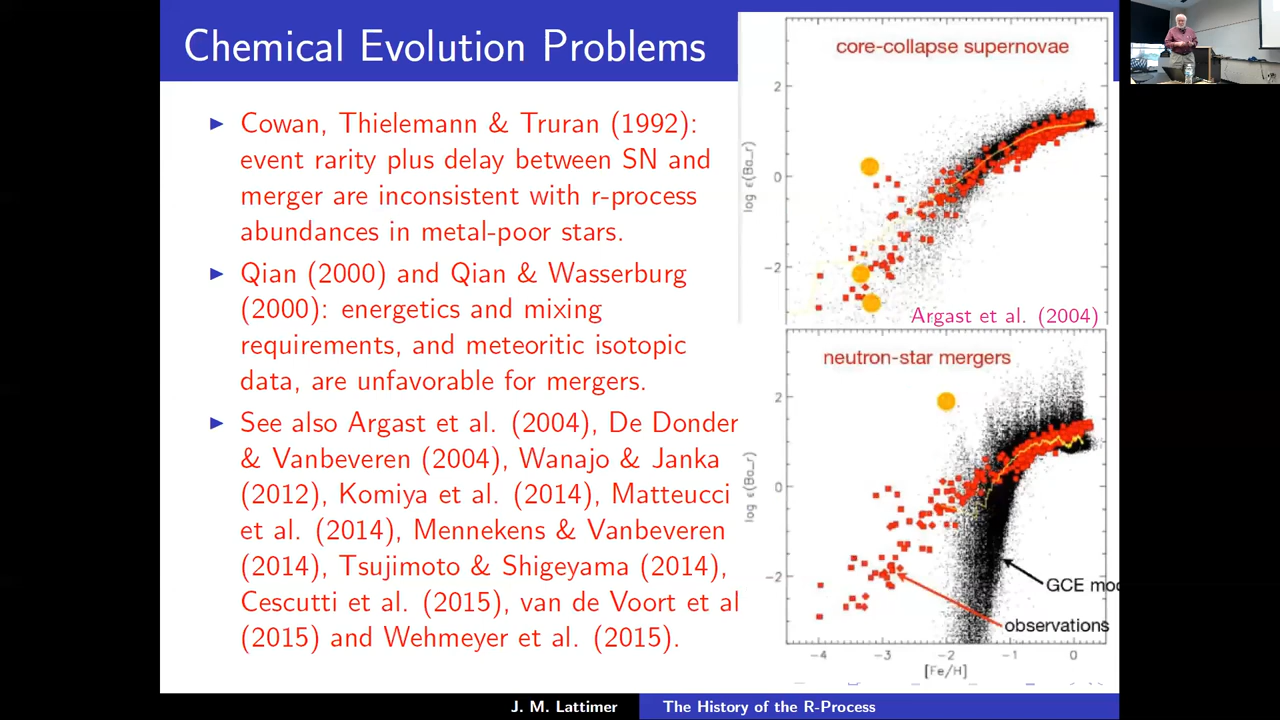 Chemical Evolution Problems
Cowan, Thielemann & Truran (1992):
event rarity plus delay between SN and
merger are inconsistent with r-process
abundances in metal-poor stars.
Qian (2000) and Qian & Wasserburg
(2000): energetics and mixing
requirements, and meteoritic isotopic
data, are unfavorable for mergers.
See also Argast et al. (2004), De Donder
& Vanbeveren (2004), Wanajo & Janka
(2012), Komiya et al. (2014), Matteucci
et al. (2014), Mennekens & Vanbeveren
(2014), Tsujimoto & Shigeyama (2014),
Cescutti et al. (2015), van de Voort et al
(2015) and Wehmeyer et al. (2015).
core-collapse supernovae
2
0
−2
log ε(Ba_r)
Argast et al. (2004)
neutron-star mergers
2
0
−2
log ε(Ba_r)
GCE mod
observations
−4 −3 −2 −1 0
[Fe/H]
J. M. Lattimer
The History of the R-Process